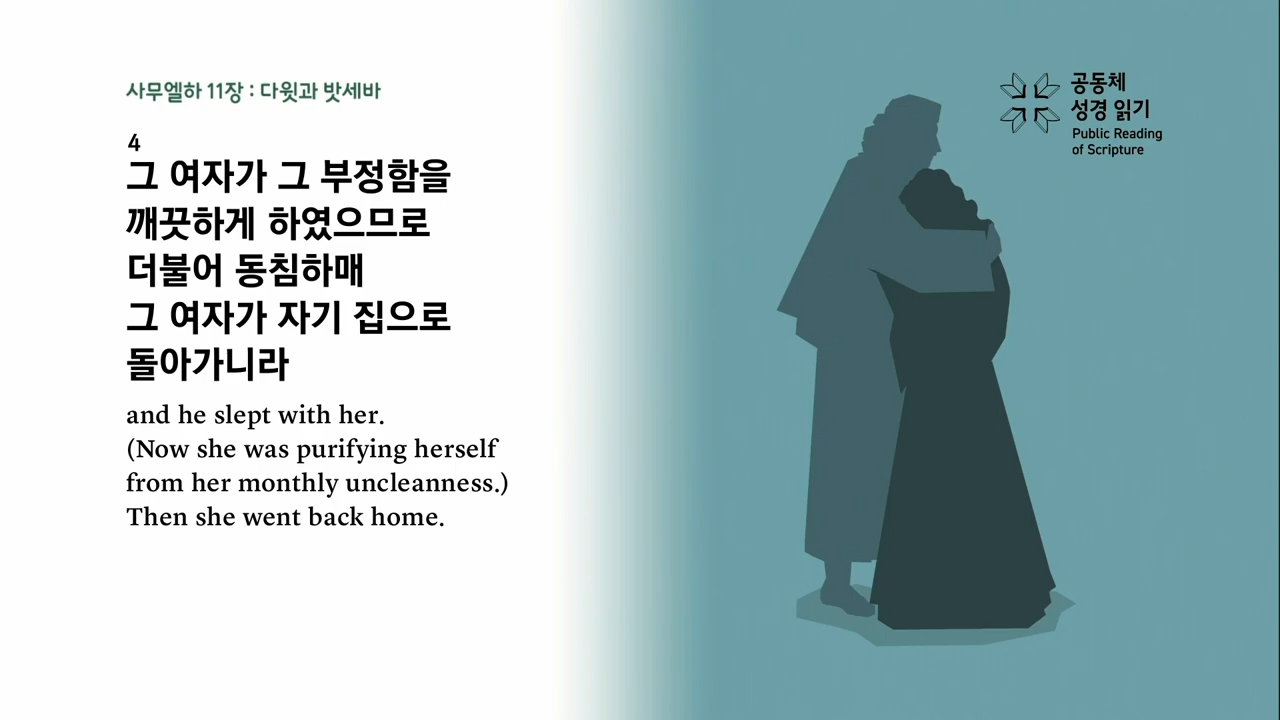 사무엘하 11장 : 다윗과 밧세바
4
그 여자가 그 부정함을
깨끗하게 하였으므로
더불어 동침하매
그 여자가 자기 집으로
돌아가니라
and he slept with her.
(Now she was purifying herself
from her monthly uncleanness.)
Then she went back home.
공동체
성경 읽기
Public Reading
of Scripture